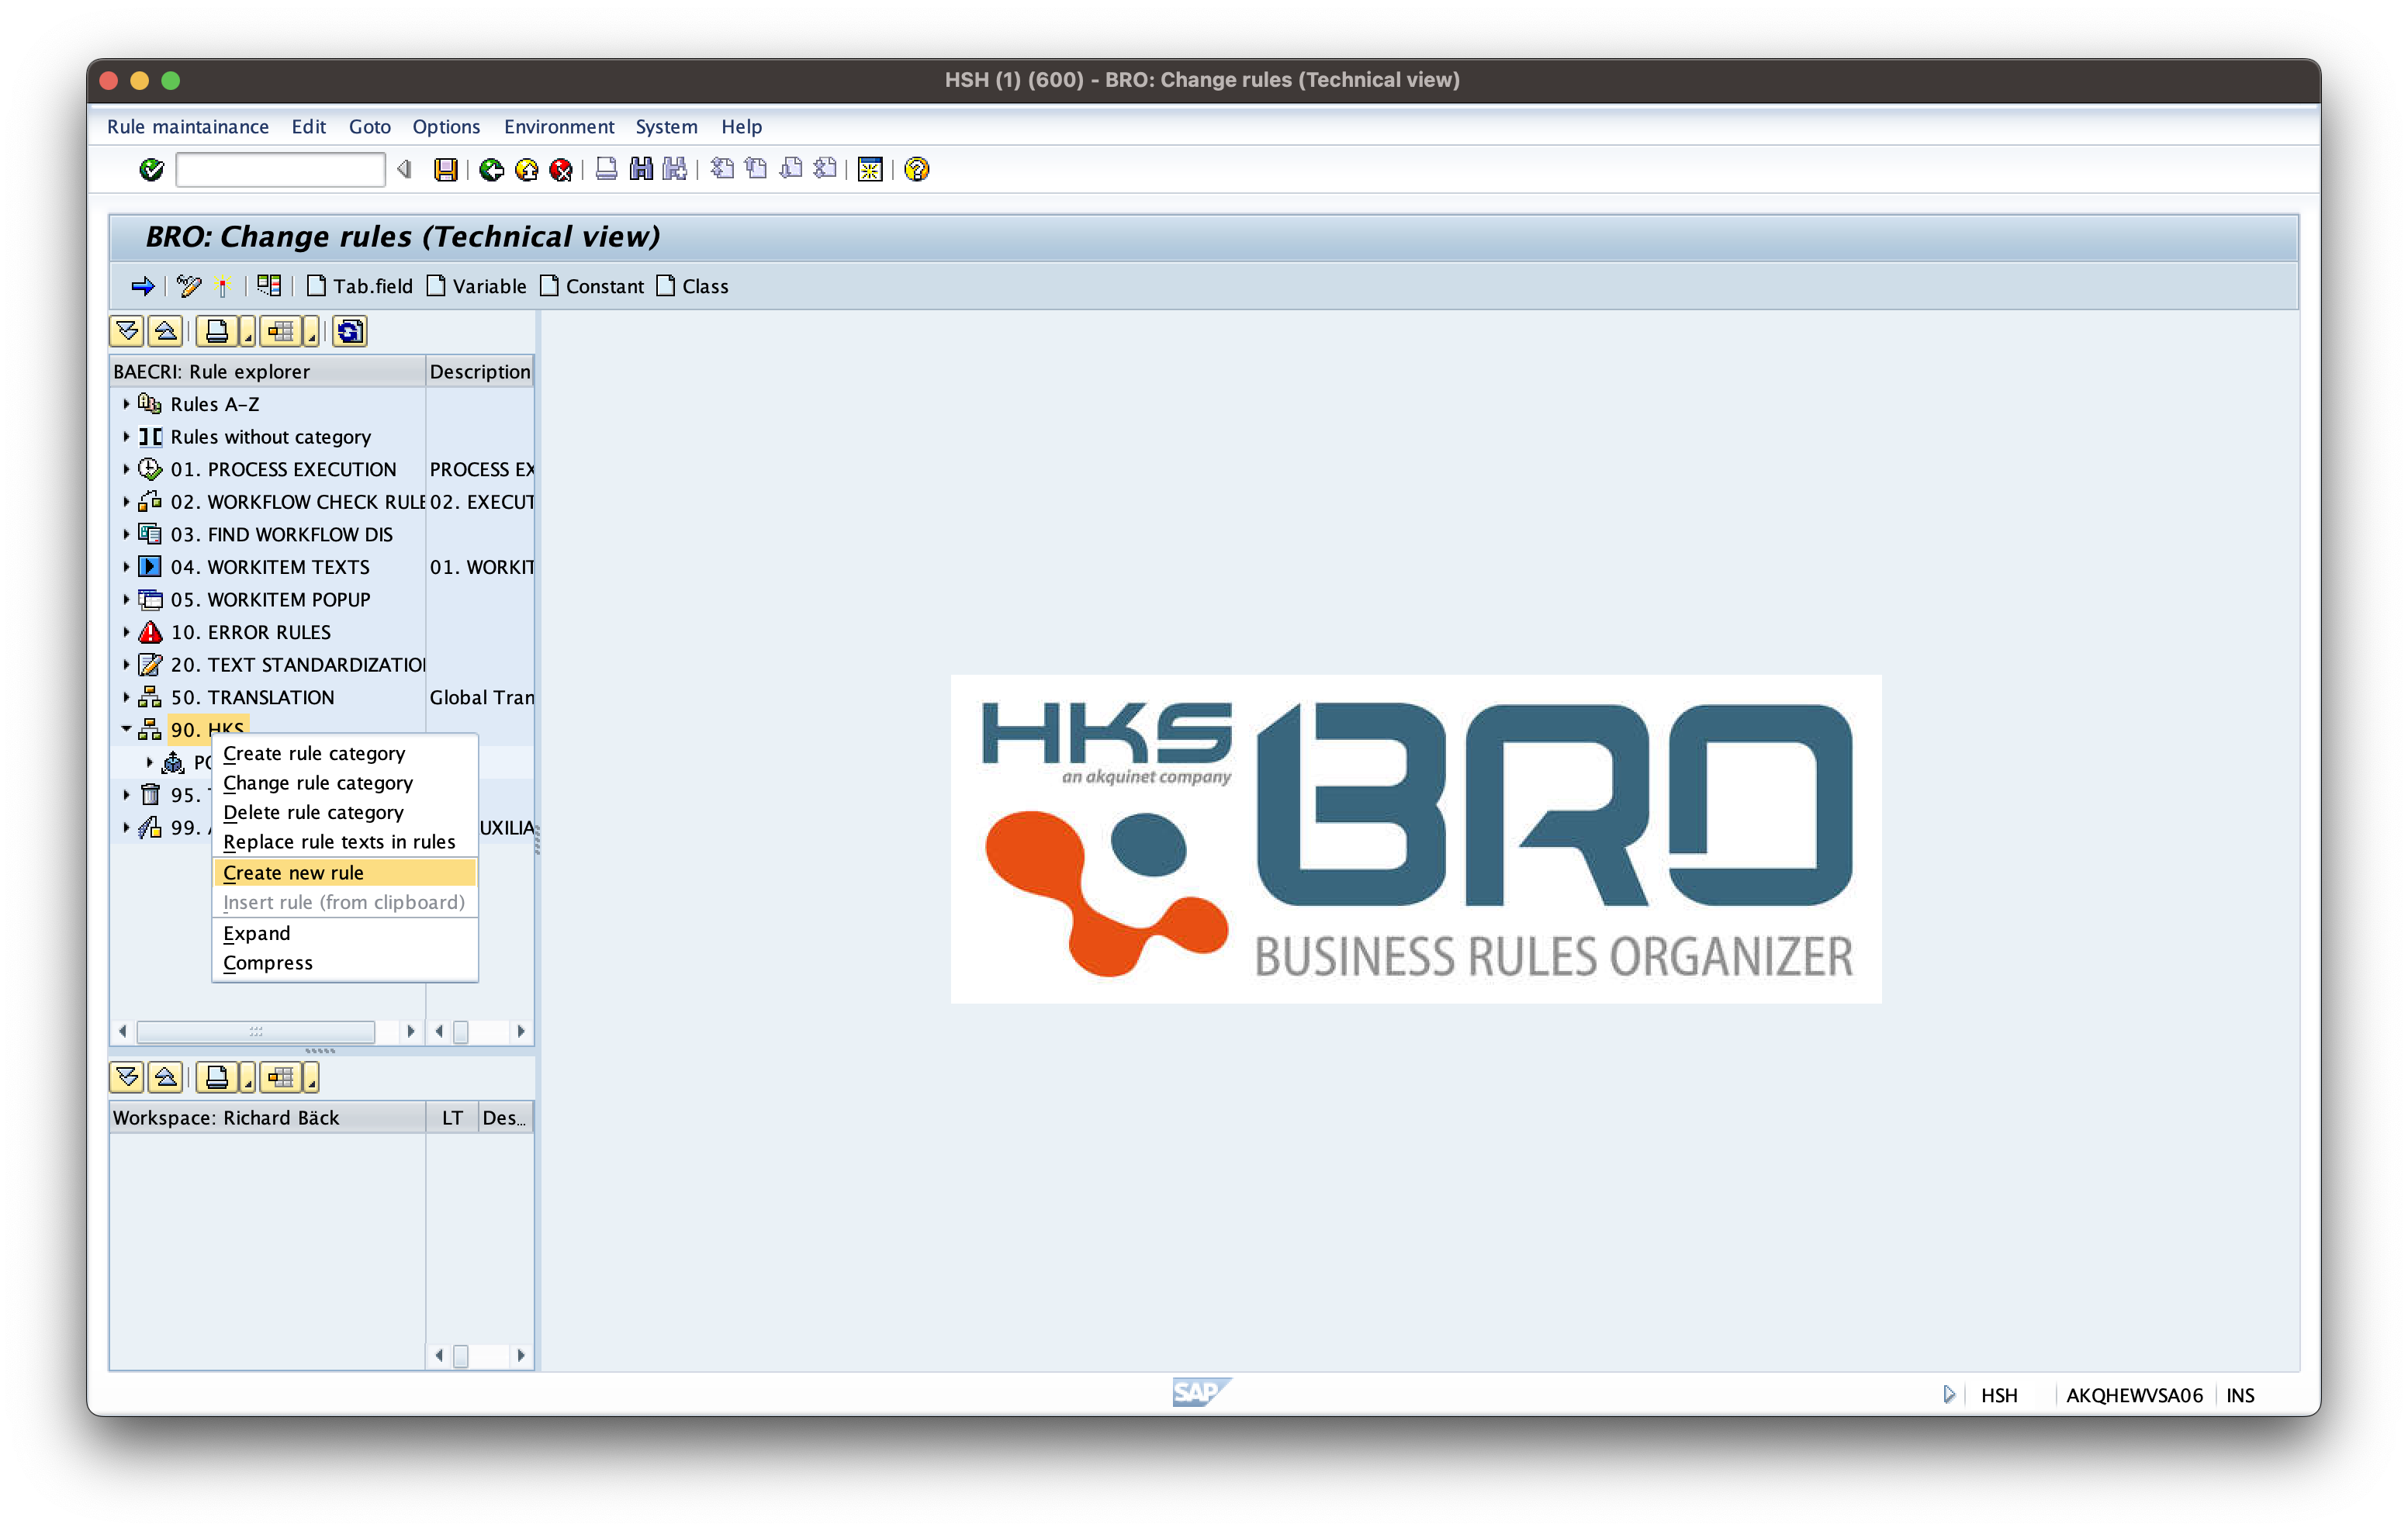 HSH (1) (600) - BRO: Change rules (Technical view)
Rule maintainance Edit Goto Options Environment System Help
BRO: Change rules (Technical view)
Tab.field Variable Constant Class
BAECRI: Rule explorer Description
Rules A-Z
Rules without category
01. PROCESS EXECUTION PROCESS EX
02. WORKFLOW CHECK RULE 02. EXECUT
03. FIND WORKFLOW DIS
04. WORKITEM TEXTS 01. WORKIT
05. WORKITEM POPUP
10. ERROR RULES
20. TEXT STANDARDIZATIO
50. TRANSLATION Global Tran
90. HKS
Create rule category
Change rule category
95.
Delete rule category
99. UXILIA
Replace rule texts in rules
Create new rule
Insert rule (from clipboard)
Expand
Compress
HKS BRO
an akquinet company
BUSINESS RULES ORGANIZER
Workspace: Richard Bäck LT Des...
SAP HSH AKQHEWVSA06 INS